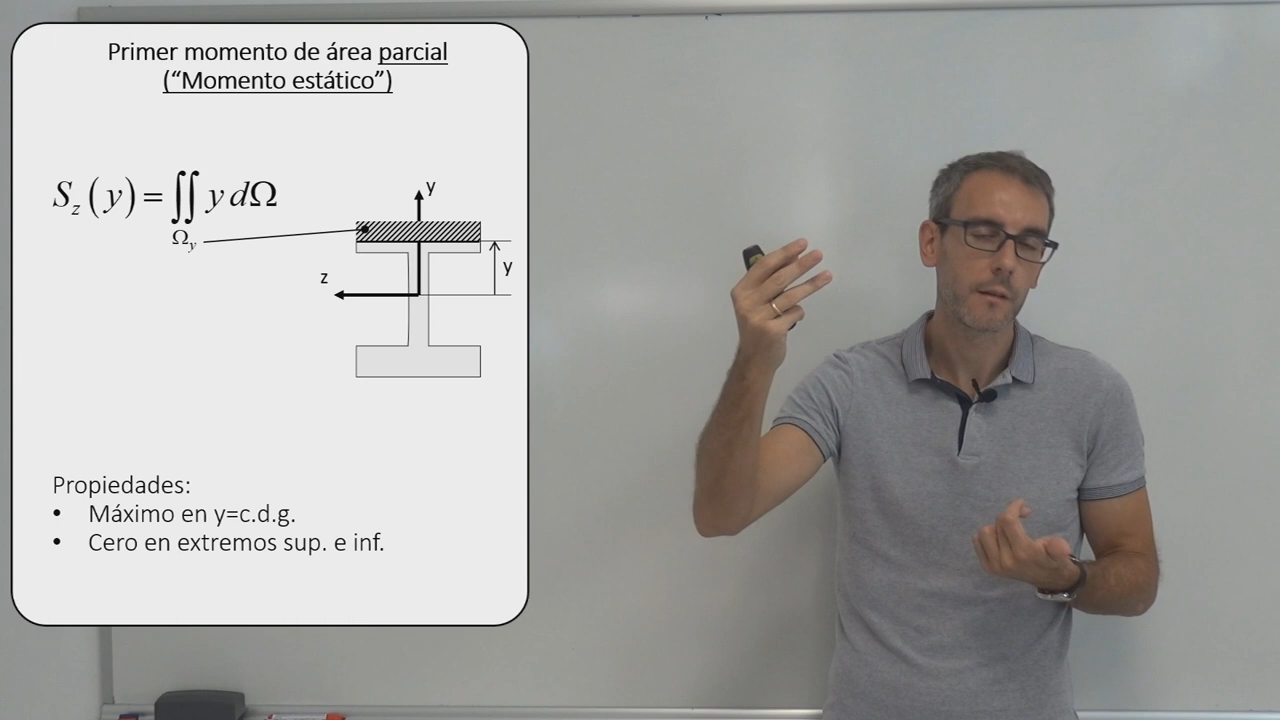 Primer momento de área parcial
(“Momento estático”)
S_z (y) = ∬ y dΩ
Ω_y
y
z
y
Propiedades:
• Máximo en y=c.d.g.
• Cero en extremos sup. e inf.